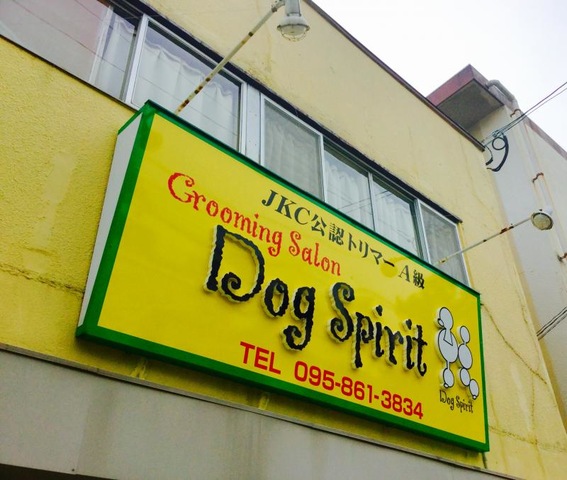 JKC公認トリマーA級
Grooming Salon
Dog Spirit
Dog Spirit
TEL 095-861-3834